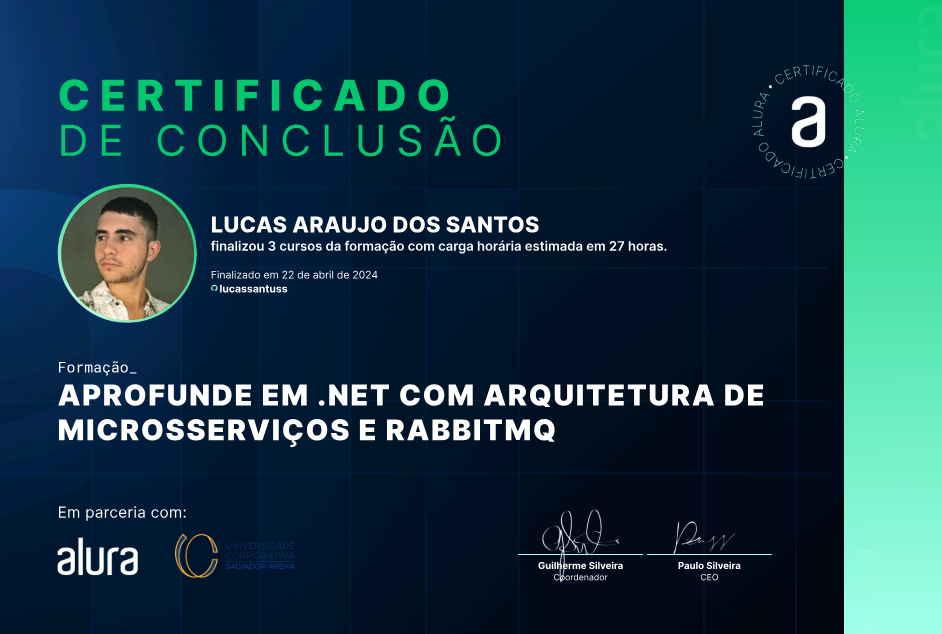 CERTIFICADO
DE CONCLUSÃO
CERTIFICADO ALURA • CERTIFICADO ALURA •
a
LUCAS ARAUJO DOS SANTOS
finalizou 3 cursos da formação com carga horária estimada em 27 horas.
Finalizado em 22 de abril de 2024
lucassantuss
Formação_
APROFUNDE EM .NET COM ARQUITETURA DE
MICROSSERVIÇOS E RABBITMQ
Em parceria com:
alura
UNIVERSIDADE
CORPORATIVA
SALVADOR ARENA
Guilherme Silveira
Coordenador
Paulo Silveira
CEO
alura